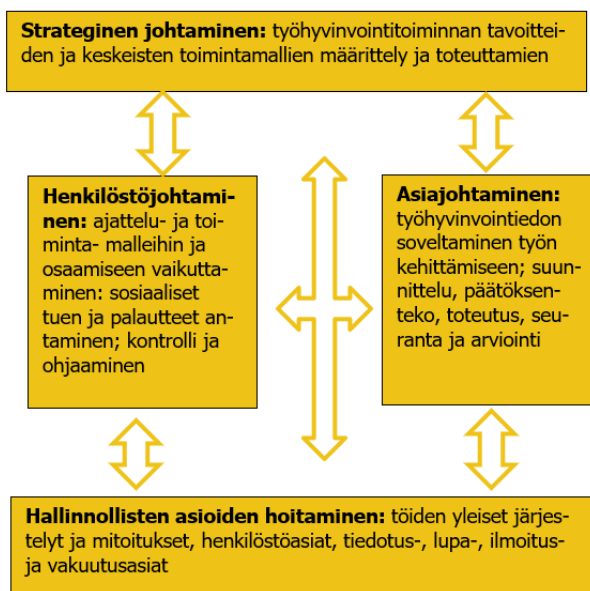 Strateginen johtaminen: työhyvinvointitoiminnan tavoittei-
den ja keskeisten toimintamallien määrittely ja toteuttamien
Henkilöstöjohtami-
nen: ajattelu- ja toi-
minta- malleihin ja
osaamiseen vaikutta-
minen: sosiaaliset
tuen ja palautteet an-
taminen; kontrolli ja
ohjaaminen
Asiajohtaminen:
työhyvinvointiedon
soveltaminen työn
kehittämiseen; suun-
nittelu, päätöksen-
teko, toteutus, seu-
ranta ja arviointi
Hallinnollisten asioiden hoitaminen: töiden yleiset järjes-
telyt ja mitoitukset, henkilöstöasiat, tiedotus-, lupa-, ilmoitus-
ja vakuutusasiat